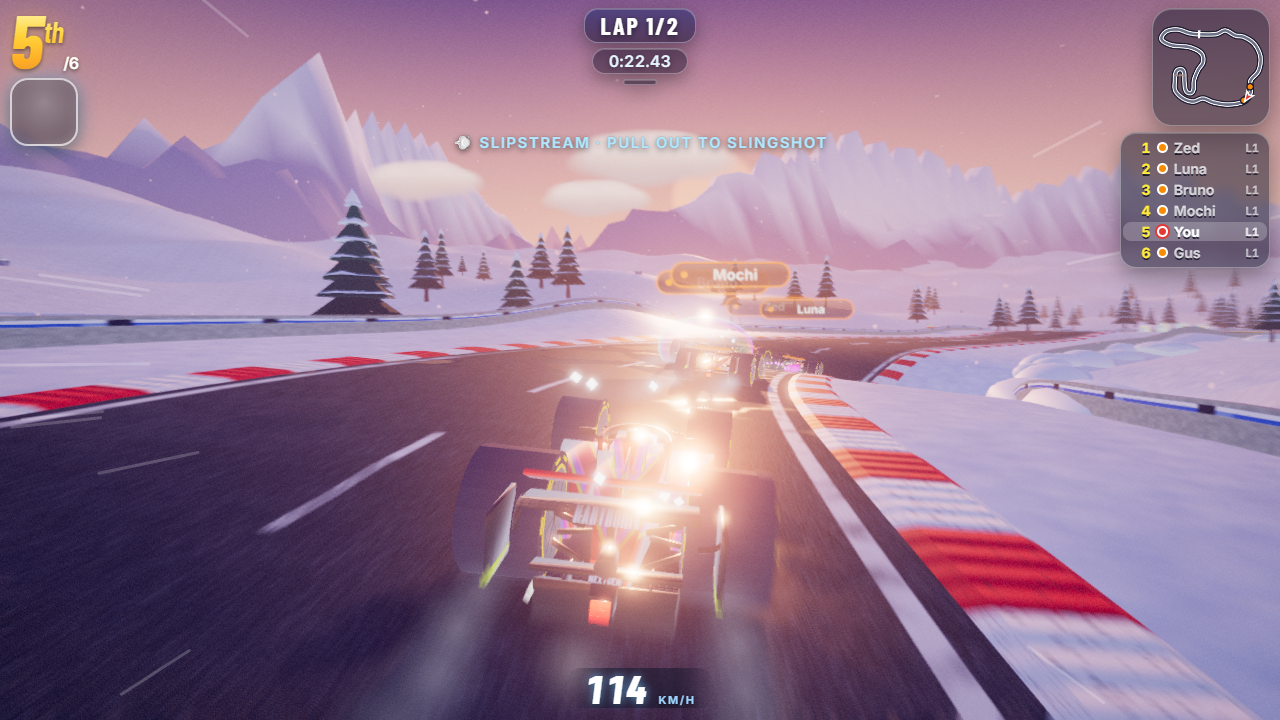 5th
/6
LAP 1/2
0:22.43
SLIPSTREAM · PULL OUT TO SLINGSHOT
1 Zed L1
2 Luna L1
3 Bruno L1
4 Mochi L1
5 You L1
6 Gus L1
Mochi
Luna
114 KM/H